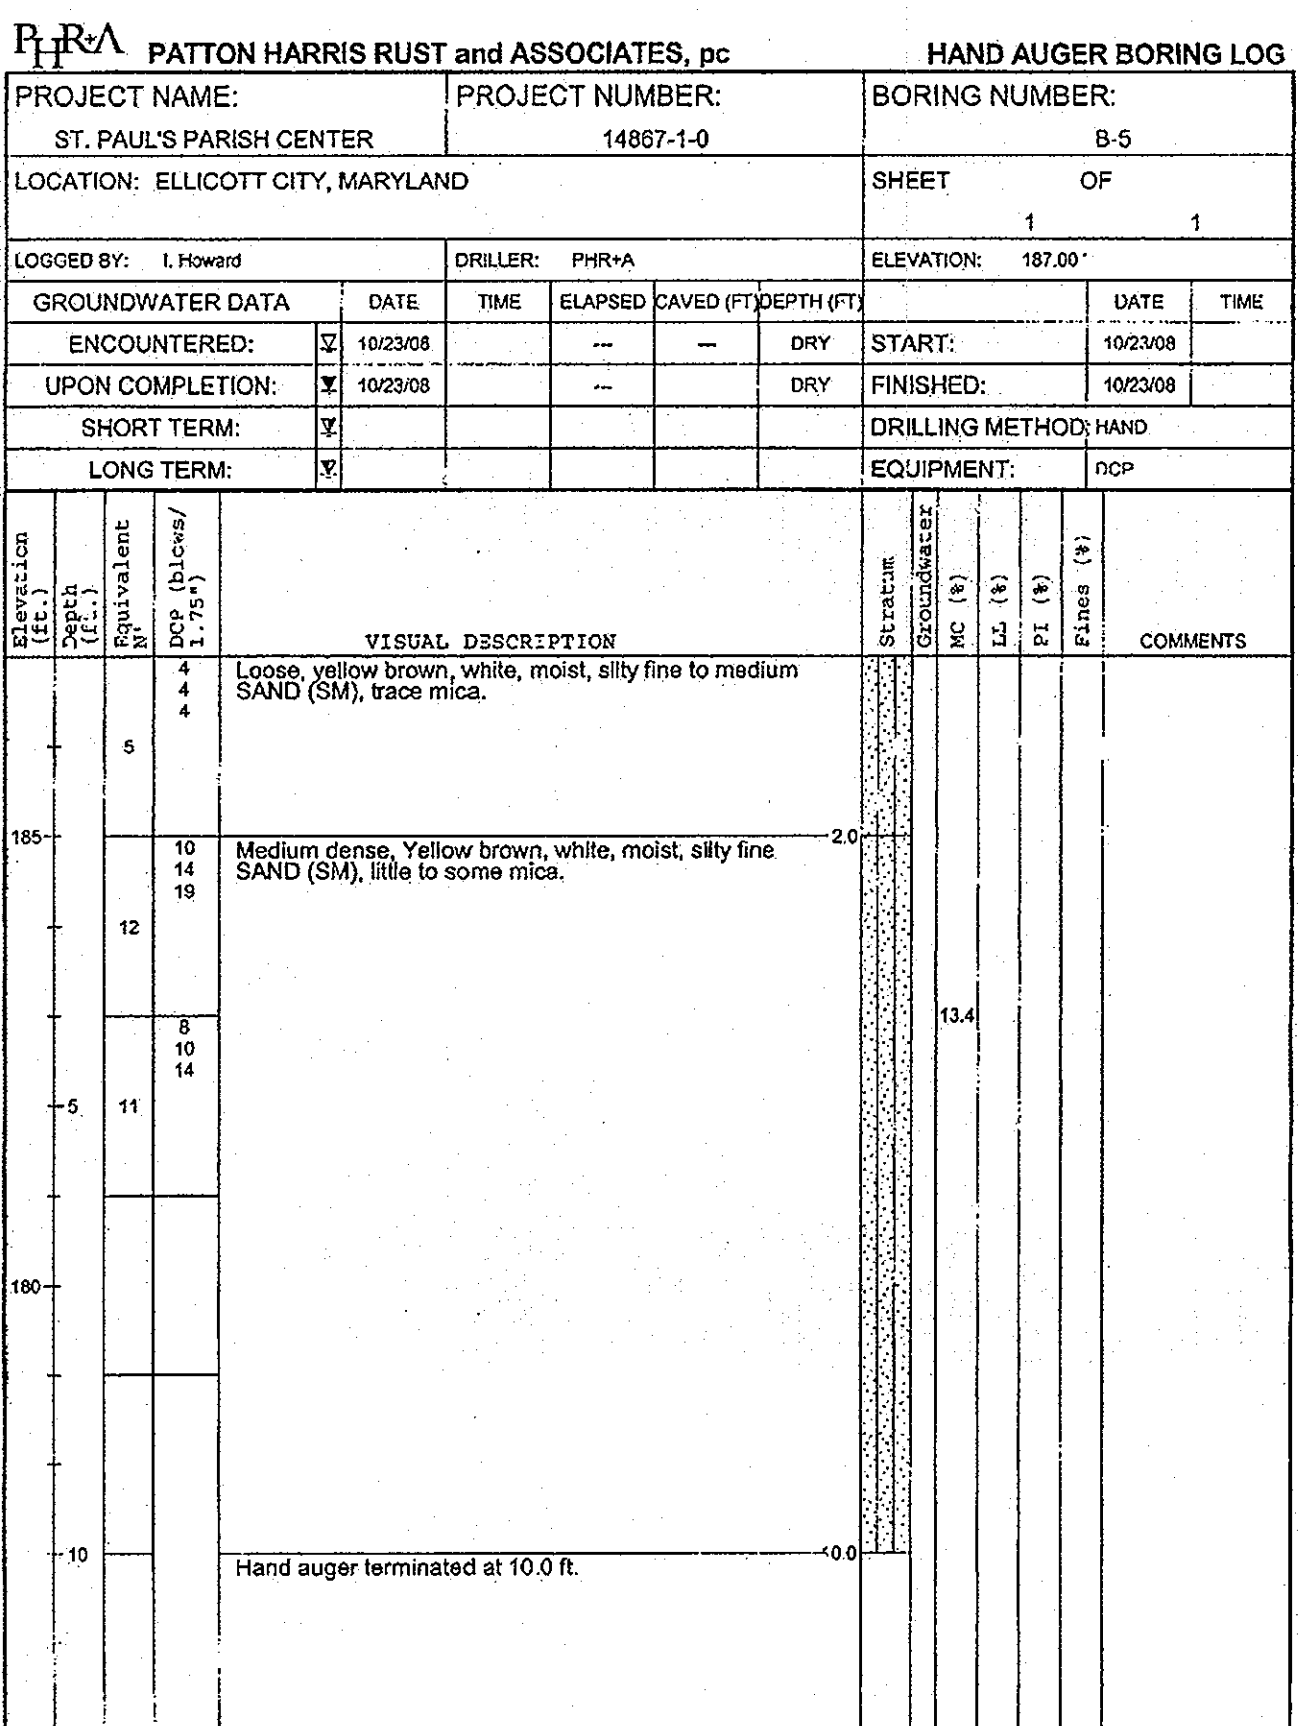 PHR+A PATTON HARRIS RUST and ASSOCIATES, pc HAND AUGER BORING LOG
PROJECT NAME: PROJECT NUMBER: BORING NUMBER:
ST. PAUL'S PARISH CENTER 14867-1-0 B-5
LOCATION: ELLICOTT CITY, MARYLAND SHEET OF
1 1
LOGGED BY: I. Howard DRILLER: PHR+A ELEVATION: 187.00'
GROUNDWATER DATA DATE TIME ELAPSED CAVED (FT) DEPTH (FT) DATE TIME
ENCOUNTERED: 10/23/08 --- --- DRY START: 10/23/08
UPON COMPLETION: 10/23/08 --- DRY FINISHED: 10/23/08
SHORT TERM: DRILLING METHOD: HAND
LONG TERM: EQUIPMENT: DCP
Elevation (ft.) Depth (ft.) Equivalent N' DCP (blows/ 1.75") VISUAL DESCRIPTION Stratum Groundwater MC (%) LL (%) PI (%) Fines (%) COMMENTS
4 Loose, yellow brown, white, moist, silty fine to medium
4 SAND (SM), trace mica.
4
5
185 2.0
10 Medium dense, Yellow brown, white, moist, silty fine
14 SAND (SM), little to some mica.
19
12
13.4
8
10
14
5 11
180
10 10.0
Hand auger terminated at 10.0 ft.